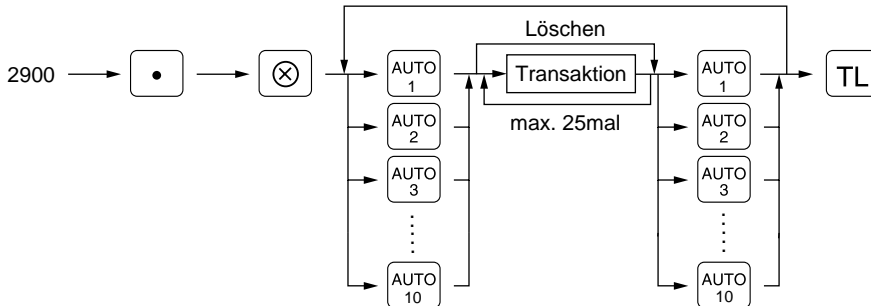 Löschen
2900
•
⊗
AUTO 1
Transaktion
AUTO 1
TL
max. 25mal
AUTO 2
AUTO 2
AUTO 3
AUTO 3
AUTO 10
AUTO 10